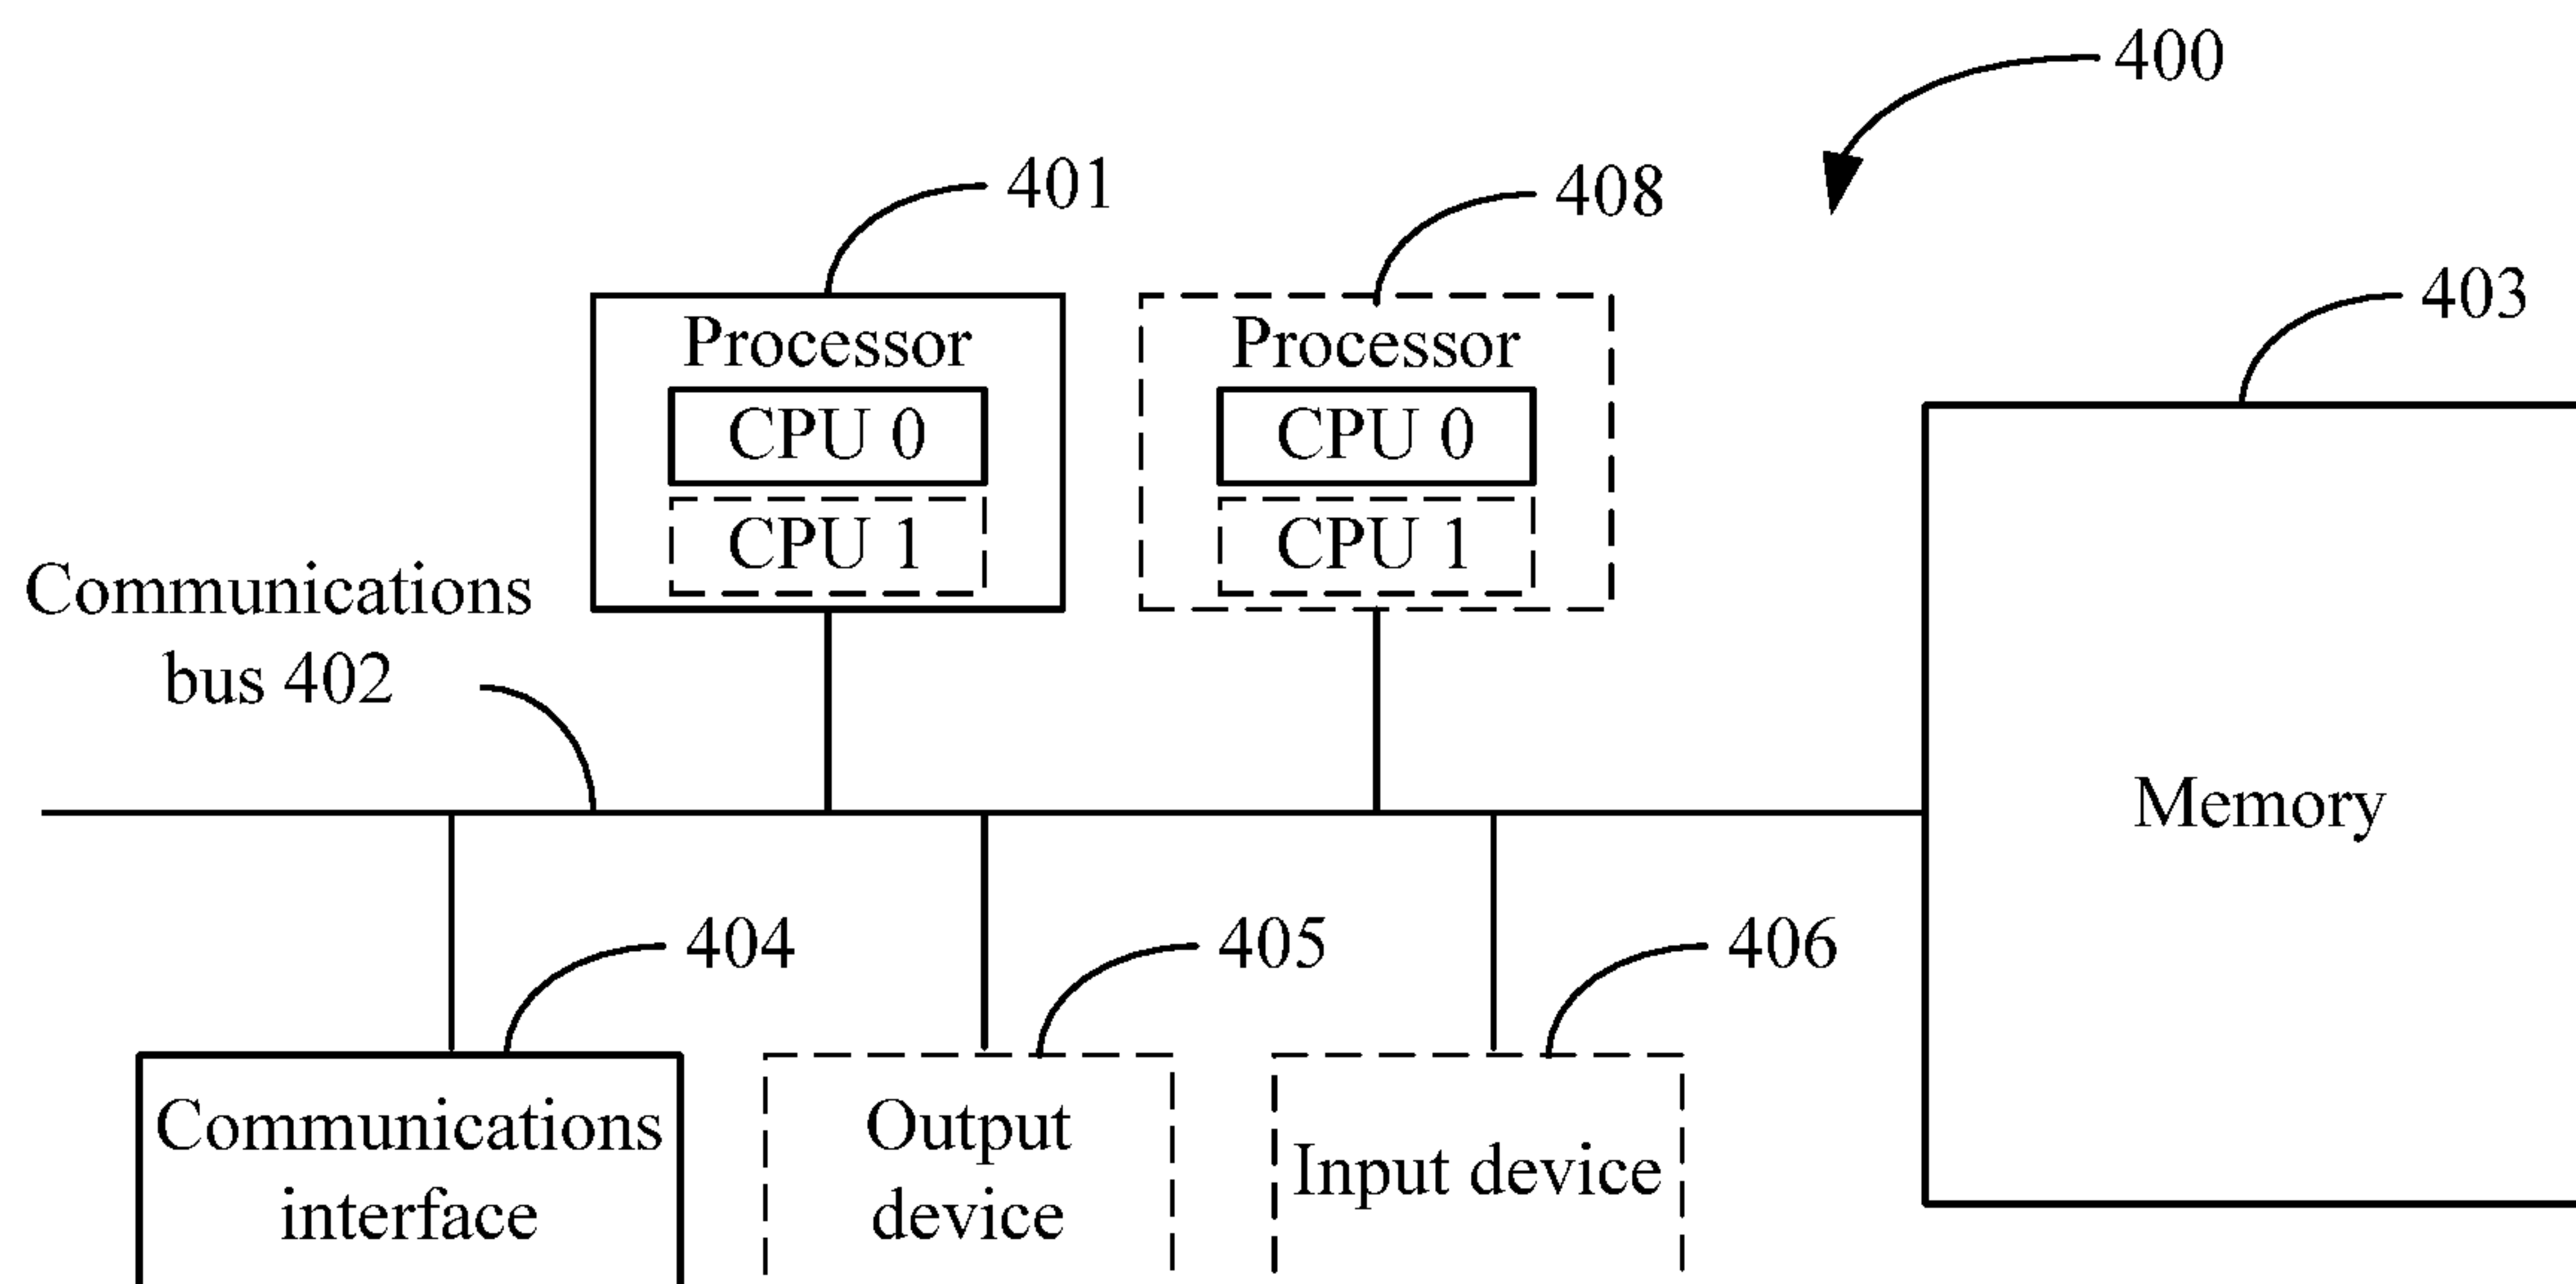 400
401
408
403
Processor
CPU 0
CPU 1
Processor
CPU 0
CPU 1
Communications
bus 402
Memory
404
405
406
Communications
interface
Output
device
Input device